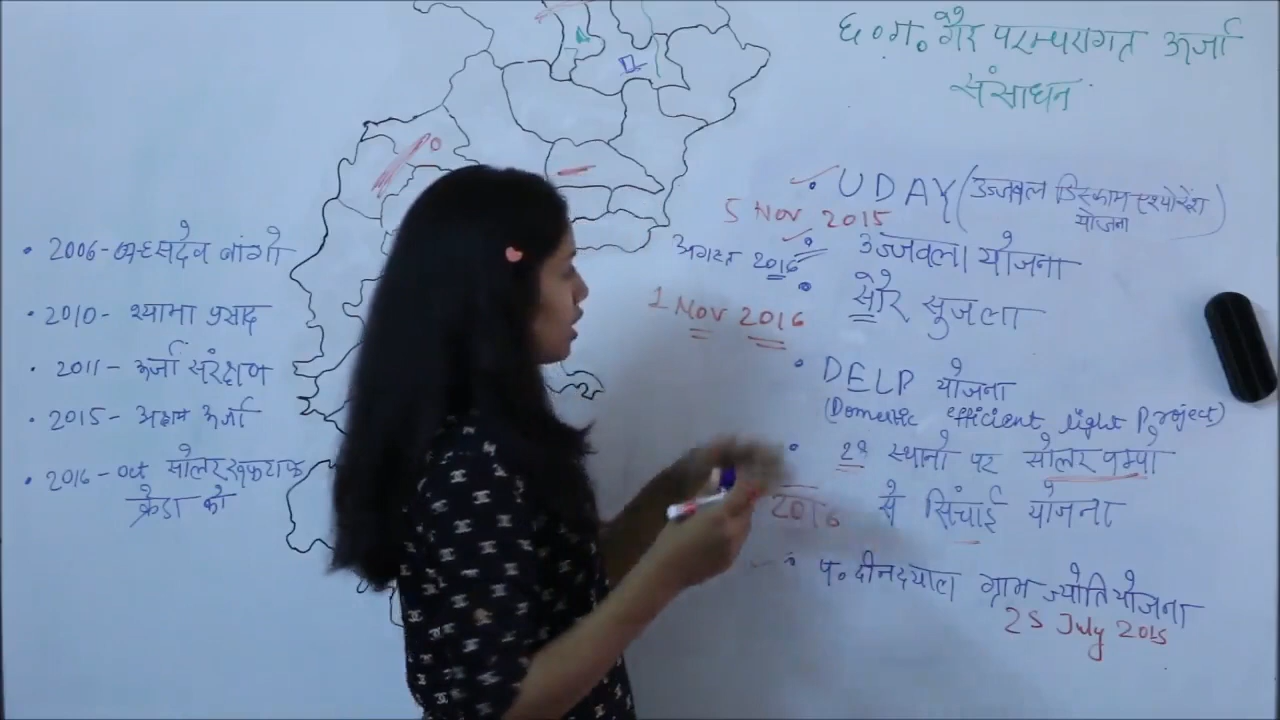 छ०ग० गैर परम्परागत ऊर्जा
संसाधन
• UDAY (उज्जवल डिस्काम एश्योरेंश
योजना)
5 Nov 2015
• उज्जवला योजना
अगस्त 2016
• सौर सुजला
1 Nov 2016
• DELP योजना
(Domestic efficient light Project)
• स्थानो पर सोलर पम्पो
से सिंचाई योजना
2016
• प० दीनदयाल ग्राम ज्योति योजना
25 July 2015
• 2006- बांगो
• 2010- श्यामा प्रसाद
• 2011- ऊर्जा संरक्षण
• 2015- अक्षय ऊर्जा
• 2016- oct सोलर
क्रेडा को